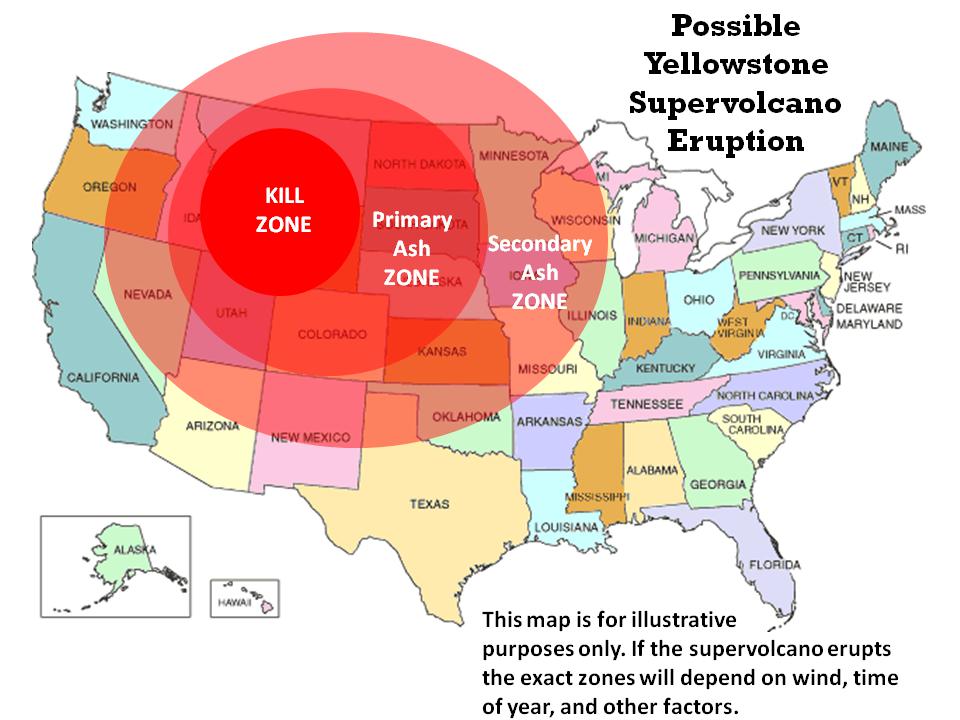 Possible
Yellowstone
Supervolcano
Eruption
WASHINGTON
OREGON
IDA
NEVADA
CALIFORNIA
UTAH
ARIZONA
COLORADO
NEW MEXICO
KILL
ZONE
NORTH DAKOTA
Primary
Ash
ZONE
KANSAS
OKLAHOMA
TEXAS
MINNESOTA
WISCONSIN
Secondary
Ash
ZONE
MISSOURI
ARKANSAS
LOUISIANA
ILLINOIS
MI
MICHIGAN
INDIANA
OHIO
KENTUCKY
TENNESSEE
MISSISSIPPI
ALABAMA
GEORGIA
FLORIDA
SOUTH
CAROLINA
NORTH CAROLINA
VIRGINIA
WEST
VIRGINIA
DC
PENNSYLVANIA
NEW YORK
VT
NH
MAINE
MASS
CT
RI
NEW
JERSEY
DELAWARE
MARYLAND
ALASKA
HAWAII
This map is for illustrative
purposes only. If the supervolcano erupts
the exact zones will depend on wind, time
of year, and other factors.